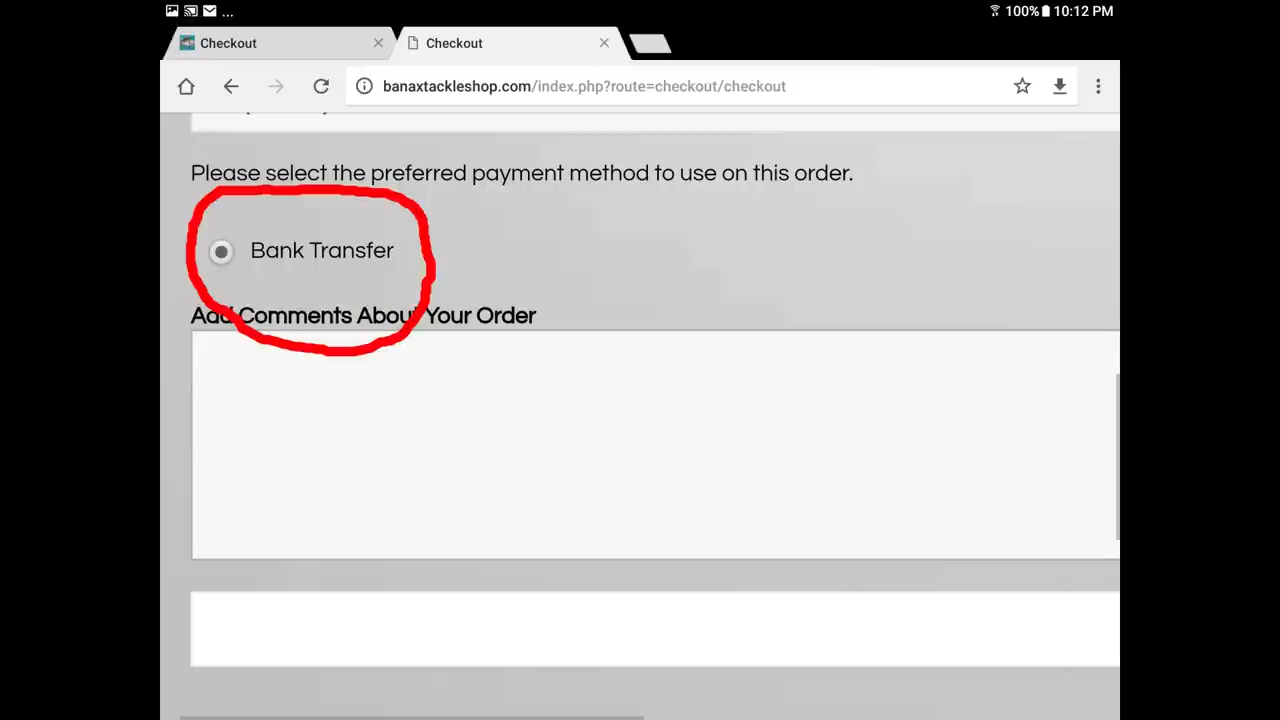 ... 100% 10:12 PM
Checkout Checkout
banaxtackleshop.com/index.php?route=checkout/checkout
Please select the preferred payment method to use on this order.
Bank Transfer
Add Comments About Your Order